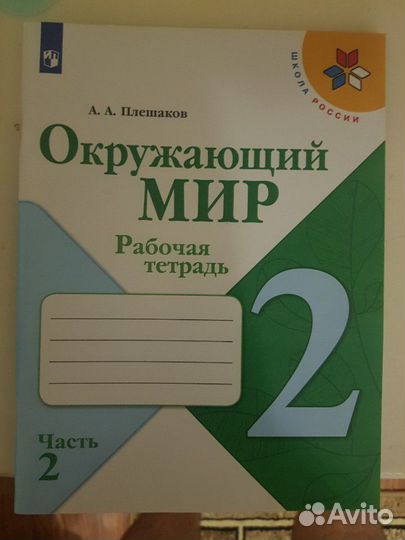 ШКОЛА РОССИИ
А. А. Плешаков
Окружающий
МИР
Рабочая
тетрадь
2
Часть
2
Avito